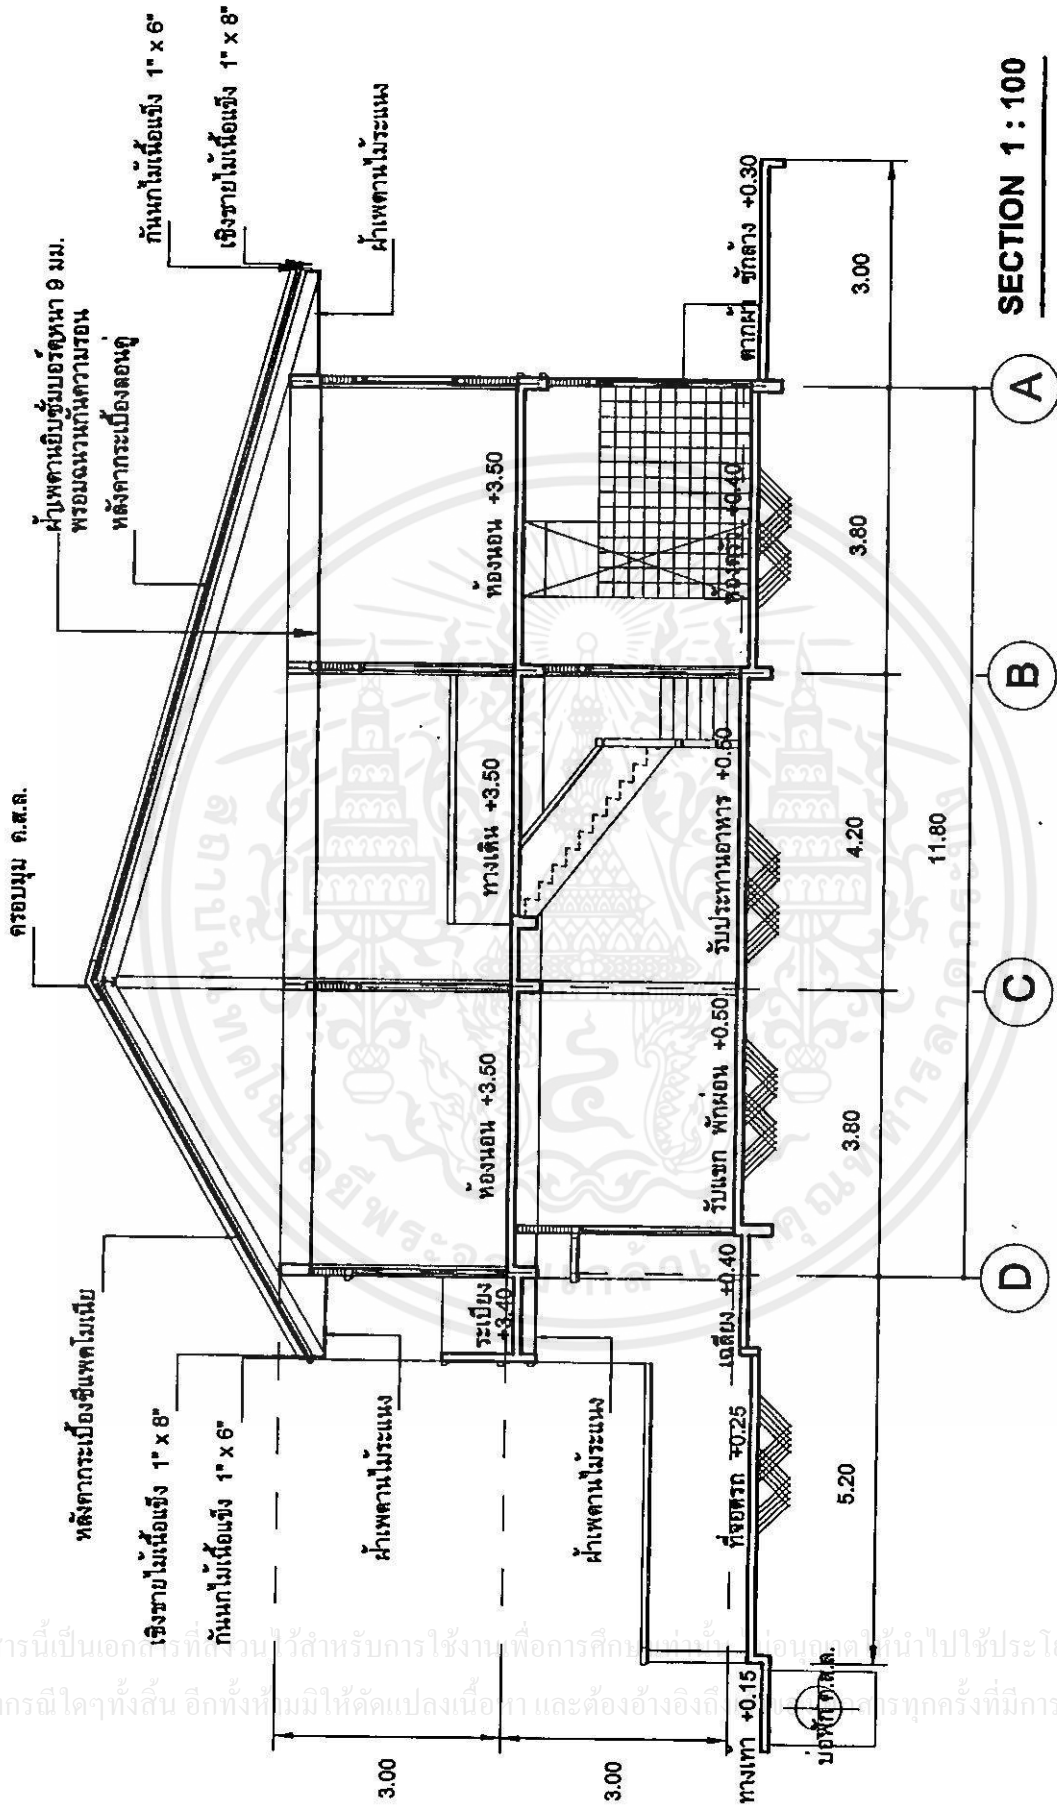 ครอบมุม ค.ส.ล.
ฝ้าเพดานยิบซั่มบอร์ดหนา 9 มม.
พร้อมฉนวนกันความร้อน
หลังคากระเบื้องลอนคู่
กันนกไม้เนื้อแข็ง 1" x 6"
เชิงชายไม้เนื้อแข็ง 1" x 8"
ฝ้าเพดานไม้ระแนง
หลังคากระเบื้องซีแพคโมเนีย
เชิงชายไม้เนื้อแข็ง 1" x 8"
กันนกไม้เนื้อแข็ง 1" x 6"
ฝ้าเพดานไม้ระแนง
ฝ้าเพดานไม้ระแนง
3.00
3.00
ระเบียง
+3.40
ห้องนอน +3.50
ทางเดิน +3.50
ห้องนอน +3.50
ทางเท้า +0.15
บ่อพัก ค.ส.ล.
ที่จอดรถ +0.25
เฉลียง +0.40
รับแขก พักผ่อน +0.50
รับประทานอาหาร +0.50
ห้องครัว +0.40
ตากผ้า ซักล้าง +0.30
5.20
3.80
4.20
3.80
3.00
11.80
D
C
B
A
SECTION 1 : 100